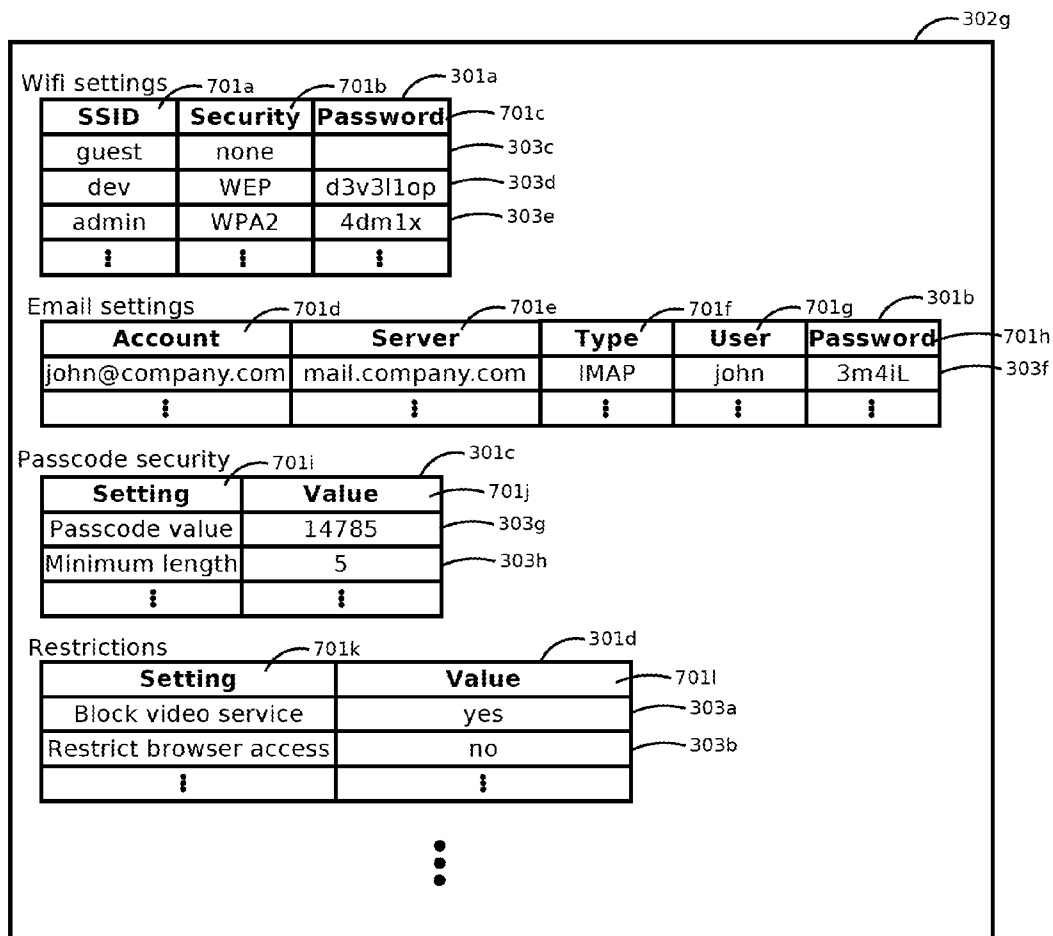 302g
Wifi settings 701a 701b 301a
SSID Security Password 701c
guest none 303c
dev WEP d3v3l1op 303d
admin WPA2 4dm1x 303e
Email settings 701d 701e 701f 701g 301b
Account Server Type User Password 701h
john@company.com mail.company.com IMAP john 3m4iL 303f
Passcode security 701i 301c
Setting Value 701j
Passcode value 14785 303g
Minimum length 5 303h
Restrictions 701k 301d
Setting Value 701l
Block video service yes 303a
Restrict browser access no 303b